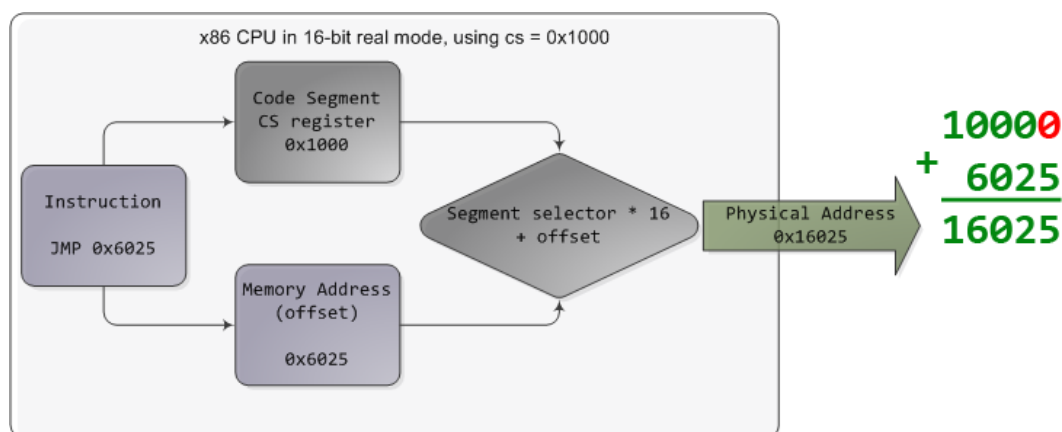 x86 CPU in 16-bit real mode, using cs = 0x1000
Code Segment
CS register
0x1000
Instruction
JMP 0x6025
Memory Address
(offset)
0x6025
Segment selector * 16
+ offset
Physical Address
0x16025
10000
+ 6025
16025